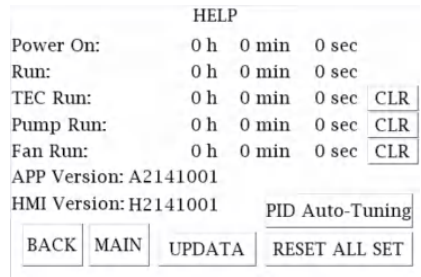 HELP
Power On: 0 h 0 min 0 sec
Run: 0 h 0 min 0 sec
TEC Run: 0 h 0 min 0 sec CLR
Pump Run: 0 h 0 min 0 sec CLR
Fan Run: 0 h 0 min 0 sec CLR
APP Version: A2141001
HMI Version: H2141001
PID Auto-Tuning
BACK MAIN UPDATA RESET ALL SET